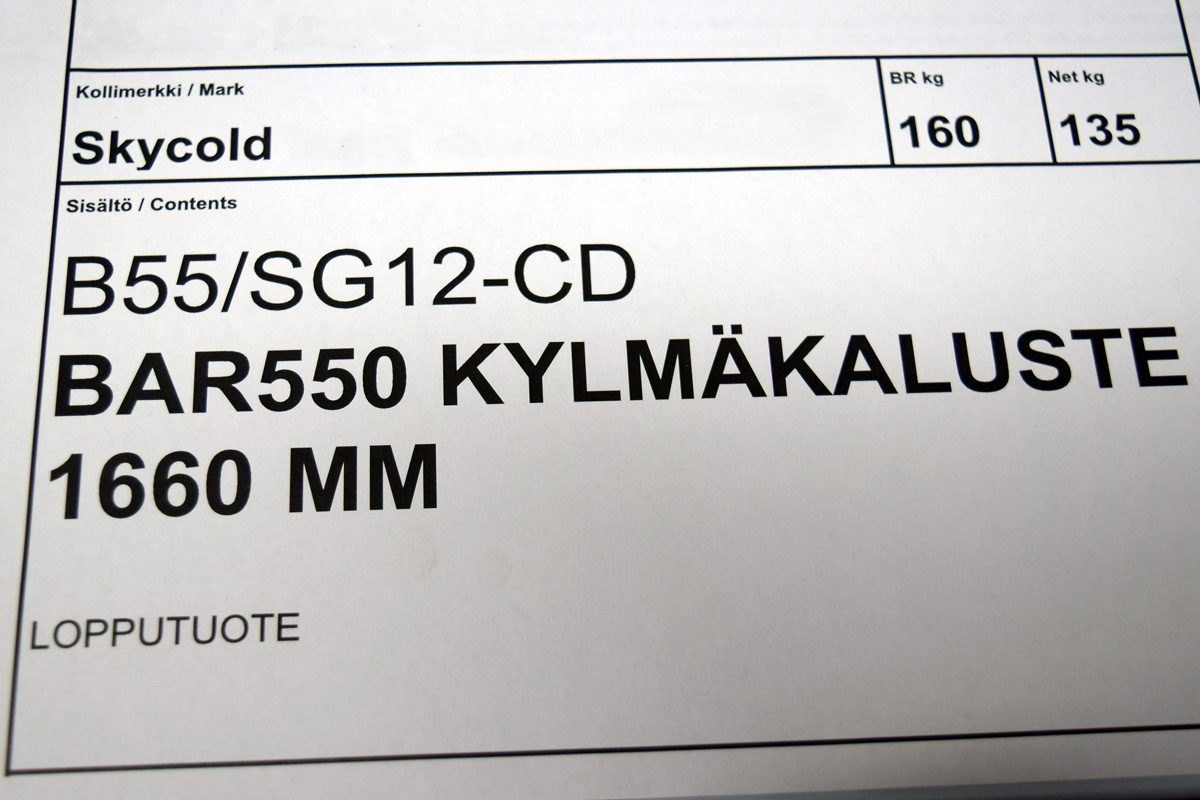 Kollimerkki / Mark
BR kg
Net kg
Skycold
160
135
Sisältö / Contents
B55/SG12-CD
BAR550 KYLMÄKALUSTE
1660 MM
LOPPUTUOTE